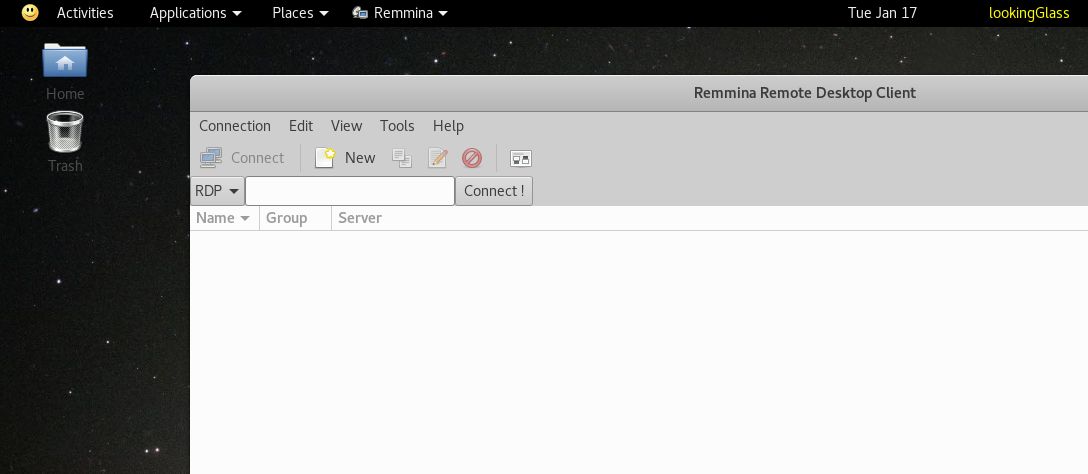 Activities Applications Places Remmina Tue Jan 17 lookingGlass
Home
Trash
Remmina Remote Desktop Client
Connection Edit View Tools Help
Connect New
RDP Connect !
Name Group Server